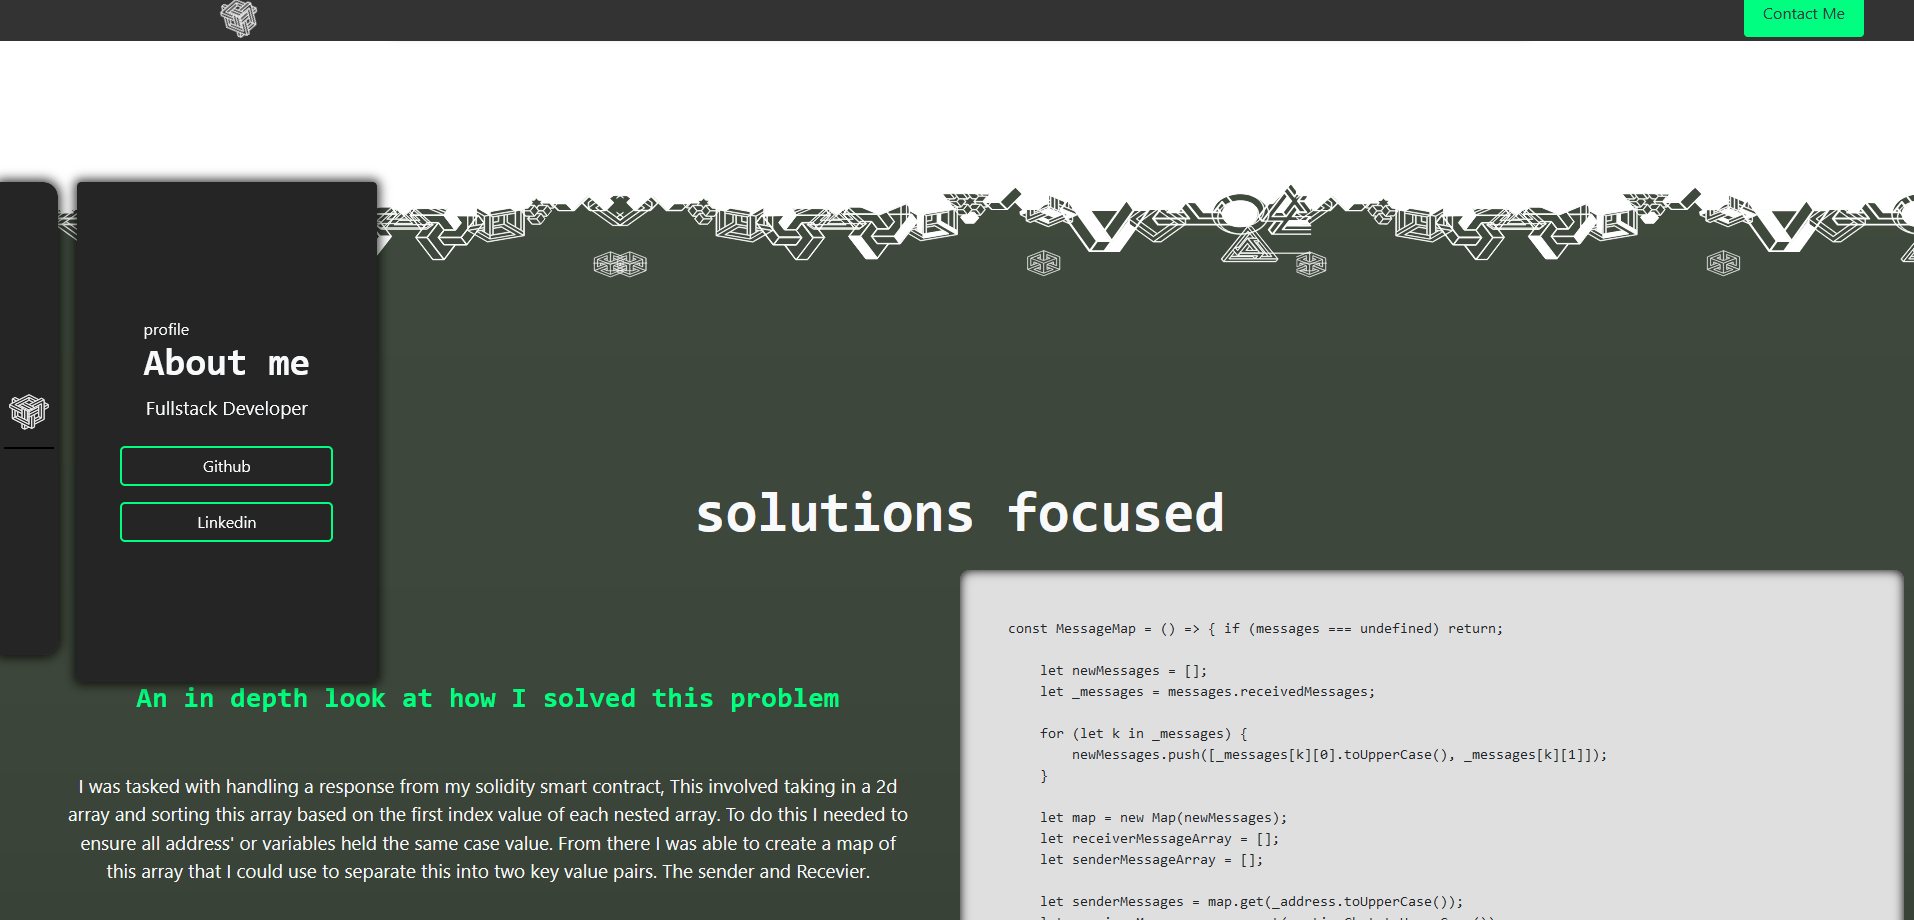 Contact Me
profile
About me
Fullstack Developer
Github
Linkedin
solutions focused
An in depth look at how I solved this problem
I was tasked with handling a response from my solidity smart contract, This involved taking in a 2d
array and sorting this array based on the first index value of each nested array. To do this I needed to
ensure all address' or variables held the same case value. From there I was able to create a map of
this array that I could use to separate this into two key value pairs. The sender and Recevier.
const MessageMap = () => { if (messages === undefined) return;
let newMessages = [];
let _messages = messages.receivedMessages;
for (let k in _messages) {
newMessages.push([_messages[k][0].toUpperCase(), _messages[k][1]]);
}
let map = new Map(newMessages);
let receiverMessageArray = [];
let senderMessageArray = [];
let senderMessages = map.get(_address.toUpperCase());